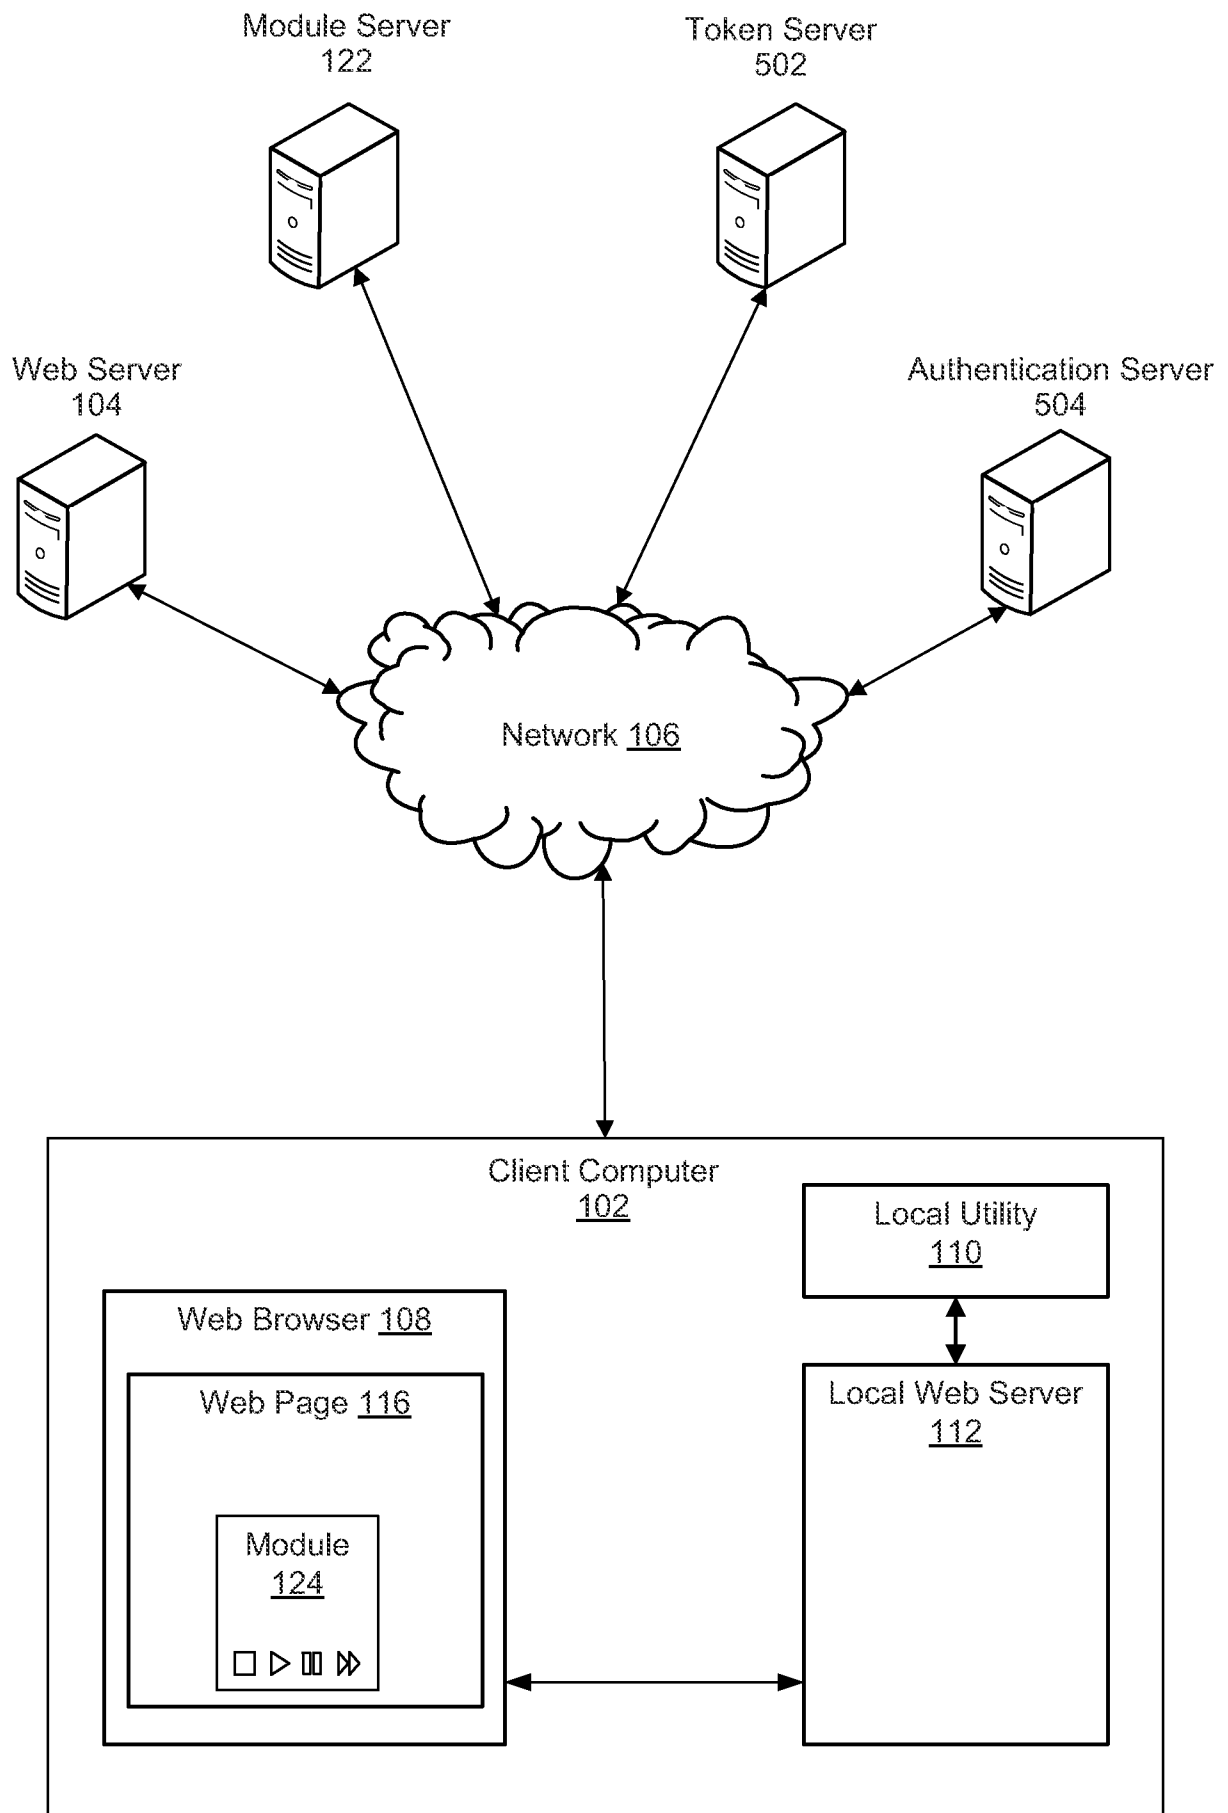 Module Server
122
Token Server
502
Web Server
104
Authentication Server
504
Network 106
Client Computer
102
Local Utility
110
Web Browser 108
Web Page 116
Local Web Server
112
Module
124